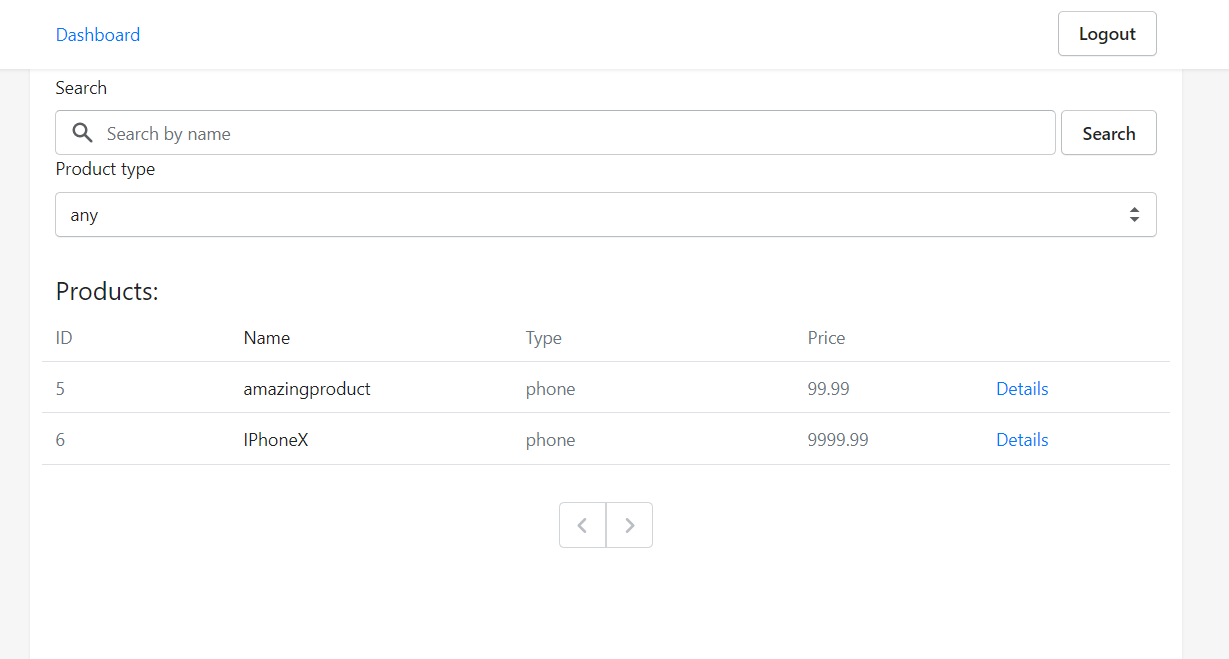 Dashboard Logout
Search
Search by name Search
Product type
any
Products:
ID Name Type Price
5 amazingproduct phone 99.99 Details
6 IPhoneX phone 9999.99 Details